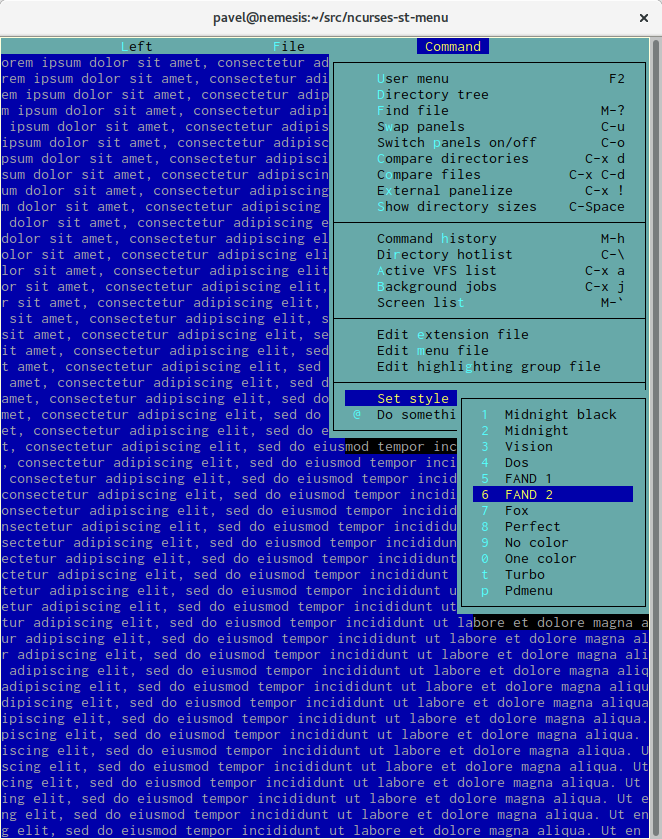 pavel@nemesis:~/src/ncurses-st-menu ×
Left File Command
orem ipsum dolor sit amet, consectetur ad
rem ipsum dolor sit amet, consectetur adi User menu F2
em ipsum dolor sit amet, consectetur adip Directory tree
m ipsum dolor sit amet, consectetur adipi Find file M-?
ipsum dolor sit amet, consectetur adipis Swap panels C-u
ipsum dolor sit amet, consectetur adipisc Switch panels on/off C-o
psum dolor sit amet, consectetur adipisci Compare directories C-x d
sum dolor sit amet, consectetur adipiscin Compare files C-x C-d
um dolor sit amet, consectetur adipiscing External panelize C-x !
m dolor sit amet, consectetur adipiscing Show directory sizes C-Space
dolor sit amet, consectetur adipiscing e
dolor sit amet, consectetur adipiscing el Command history M-h
olor sit amet, consectetur adipiscing eli Directory hotlist C-\
lor sit amet, consectetur adipiscing elit Active VFS list C-x a
or sit amet, consectetur adipiscing elit, Background jobs C-x j
r sit amet, consectetur adipiscing elit, Screen list M-`
sit amet, consectetur adipiscing elit, s
sit amet, consectetur adipiscing elit, se Edit extension file
it amet, consectetur adipiscing elit, sed Edit menu file
t amet, consectetur adipiscing elit, sed Edit highlighting group file
amet, consectetur adipiscing elit, sed d
amet, consectetur adipiscing elit, sed do Set style
met, consectetur adipiscing elit, sed do @ Do somethi 1 Midnight black
et, consectetur adipiscing elit, sed do e 2 Midnight
t, consectetur adipiscing elit, sed do eiusmod tempor inc 3 Vision
, consectetur adipiscing elit, sed do eiusmod tempor inci 4 Dos
consectetur adipiscing elit, sed do eiusmod tempor incid 5 FAND 1
consectetur adipiscing elit, sed do eiusmod tempor incidi 6 FAND 2
onsectetur adipiscing elit, sed do eiusmod tempor incidid 7 Fox
nsectetur adipiscing elit, sed do eiusmod tempor incididu 8 Perfect
sectetur adipiscing elit, sed do eiusmod tempor incididun 9 No color
ectetur adipiscing elit, sed do eiusmod tempor incididunt 0 One color
ctetur adipiscing elit, sed do eiusmod tempor incididunt t Turbo
tetur adipiscing elit, sed do eiusmod tempor incididunt u p Pdmenu
etur adipiscing elit, sed do eiusmod tempor incididunt ut
tur adipiscing elit, sed do eiusmod tempor incididunt ut labore et dolore magna a
ur adipiscing elit, sed do eiusmod tempor incididunt ut labore et dolore magna al
r adipiscing elit, sed do eiusmod tempor incididunt ut labore et dolore magna ali
adipiscing elit, sed do eiusmod tempor incididunt ut labore et dolore magna aliq
adipiscing elit, sed do eiusmod tempor incididunt ut labore et dolore magna aliqu
dipiscing elit, sed do eiusmod tempor incididunt ut labore et dolore magna aliqua
ipiscing elit, sed do eiusmod tempor incididunt ut labore et dolore magna aliqua.
piscing elit, sed do eiusmod tempor incididunt ut labore et dolore magna aliqua.
iscing elit, sed do eiusmod tempor incididunt ut labore et dolore magna aliqua. U
scing elit, sed do eiusmod tempor incididunt ut labore et dolore magna aliqua. Ut
cing elit, sed do eiusmod tempor incididunt ut labore et dolore magna aliqua. Ut
ing elit, sed do eiusmod tempor incididunt ut labore et dolore magna aliqua. Ut e
ng elit, sed do eiusmod tempor incididunt ut labore et dolore magna aliqua. Ut en
g elit, sed do eiusmod tempor incididunt ut labore et dolore magna aliqua. Ut en